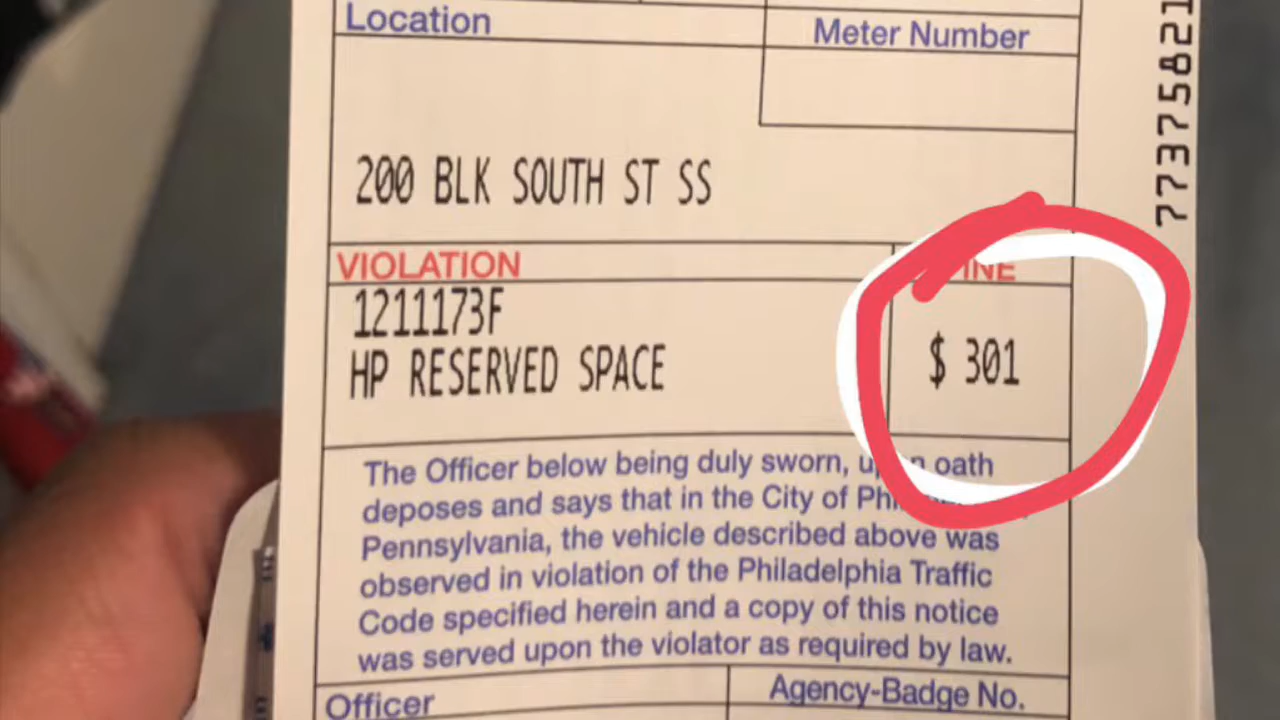 Location
Meter Number
77375821
200 BLK SOUTH ST SS
VIOLATION
1211173F
HP RESERVED SPACE
$ 301
The Officer below being duly sworn, oath
deposes and says that in the City of
Pennsylvania, the vehicle described above was
observed in violation of the Philadelphia Traffic
Code specified herein and a copy of this notice
was served upon the violator as required by law.
Officer
Agency-Badge No.